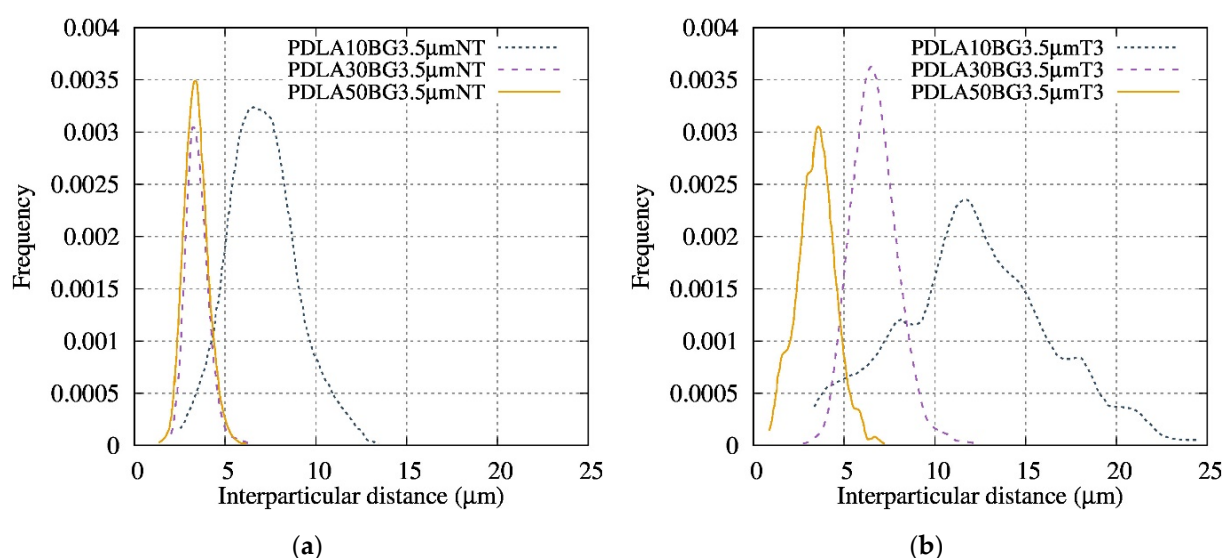 0.004
0.0035
0.003
0.0025
0.002
0.0015
0.001
0.0005
0
Frequency
PDLA10BG3.5μmNT
PDLA30BG3.5μmNT
PDLA50BG3.5μmNT
0 5 10 15 20 25
Interparticular distance (μm)
(a)
0.004
0.0035
0.003
0.0025
0.002
0.0015
0.001
0.0005
0
Frequency
PDLA10BG3.5μmT3
PDLA30BG3.5μmT3
PDLA50BG3.5μmT3
0 5 10 15 20 25
Interparticular distance (μm)
(b)